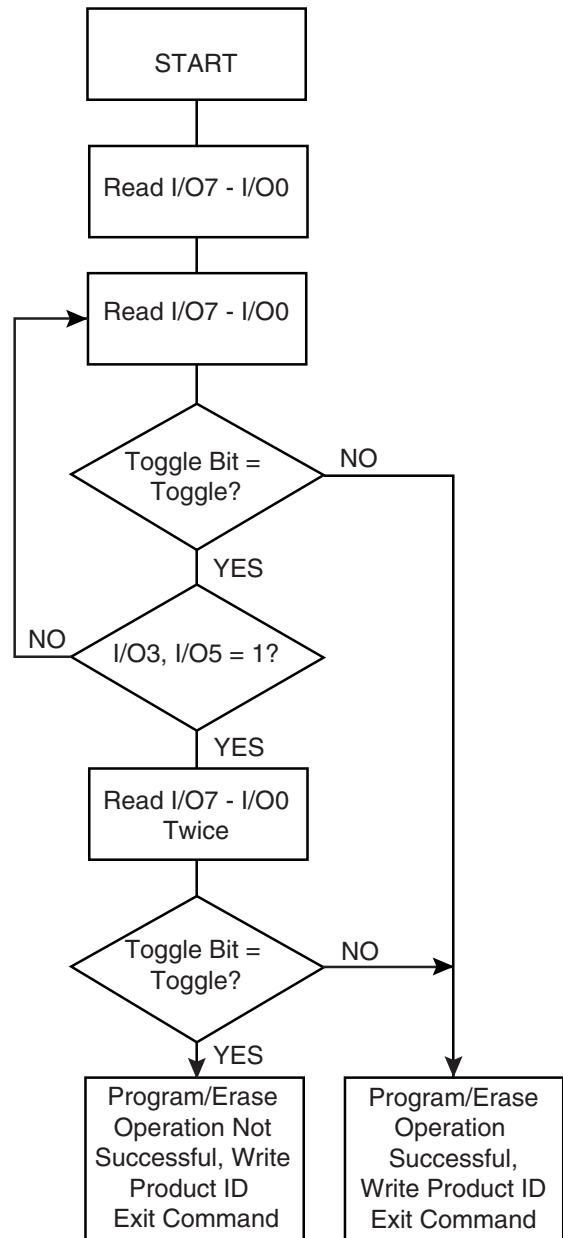 START
Read I/O7 - I/O0
Read I/O7 - I/O0
Toggle Bit =
Toggle?
NO
YES
NO
I/O3, I/O5 = 1?
YES
Read I/O7 - I/O0
Twice
Toggle Bit =
Toggle?
NO
YES
Program/Erase
Operation Not
Successful, Write
Product ID
Exit Command
Program/Erase
Operation
Successful,
Write Product ID
Exit Command